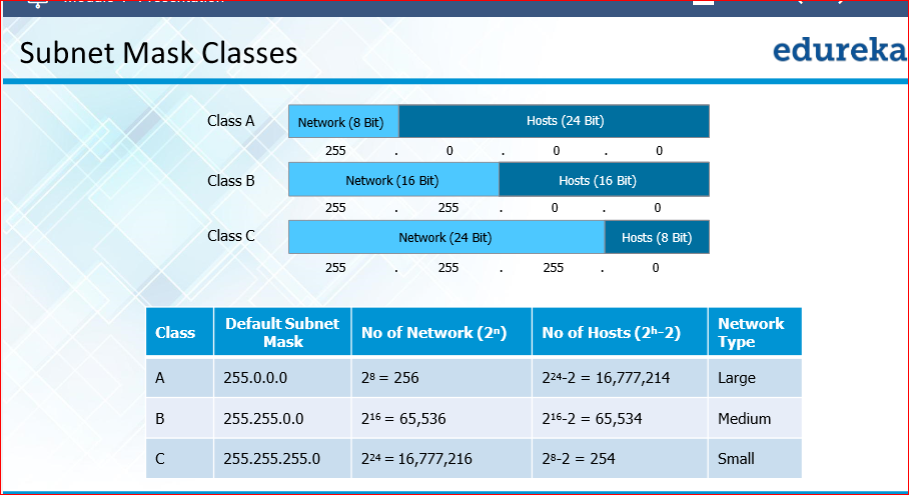 Subnet Mask Classes
edureka
Class A
Network (8 Bit)
Hosts (24 Bit)
255 . 0 . 0 . 0
Class B
Network (16 Bit)
Hosts (16 Bit)
255 . 255 . 0 . 0
Class C
Network (24 Bit)
Hosts (8 Bit)
255 . 255 . 255 . 0
Class Default Subnet Mask No of Network (2ⁿ) No of Hosts (2ʰ-2) Network Type
A 255.0.0.0 2⁸ = 256 2²⁴-2 = 16,777,214 Large
B 255.255.0.0 2¹⁶ = 65,536 2¹⁶-2 = 65,534 Medium
C 255.255.255.0 2²⁴ = 16,777,216 2⁸-2 = 254 Small